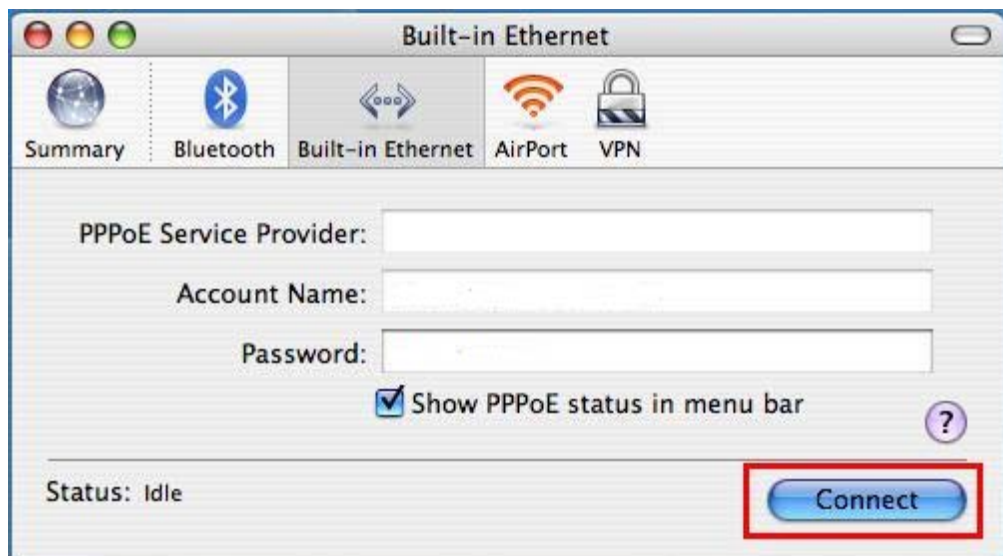 Built-in Ethernet
Summary Bluetooth Built-in Ethernet AirPort VPN
PPPoE Service Provider:
Account Name:
Password:
Show PPPoE status in menu bar
?
Status: Idle
Connect